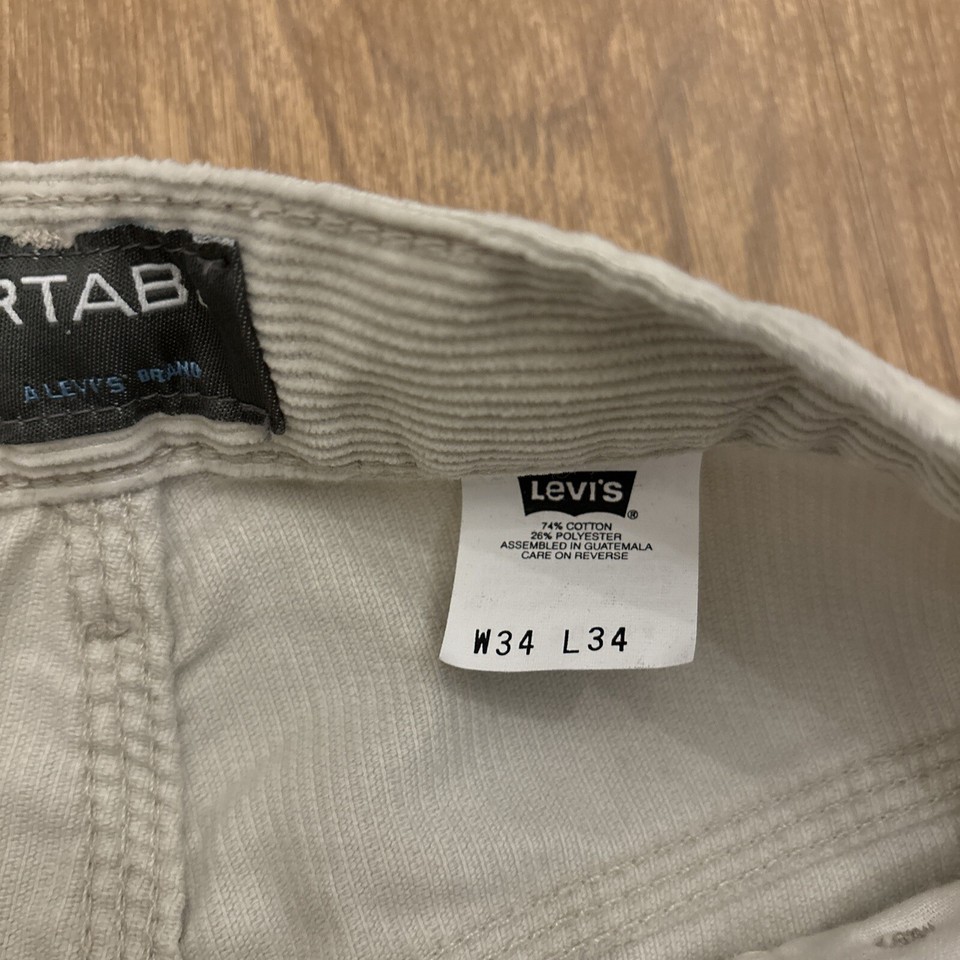 RTAB
A LEVI'S BRAND
LEVI'S®
74% COTTON
26% POLYESTER
ASSEMBLED IN GUATEMALA
CARE ON REVERSE
W34 L34